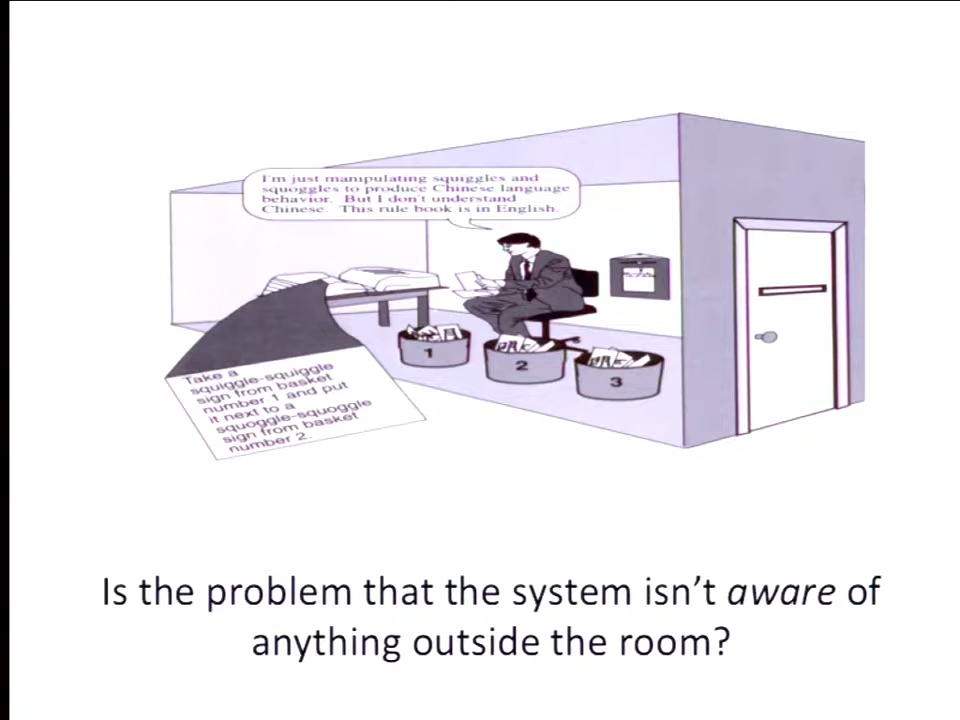 I'm just manipulating squiggles and
squoggles to produce Chinese language
behavior. But I don't understand
Chinese. This rule book is in English.
Take a
squiggle-squiggle
sign from basket
number 1 and put
it next to a
squoggle-squoggle
sign from basket
number 2.
1
2
3
Is the problem that the system isn't aware of
anything outside the room?